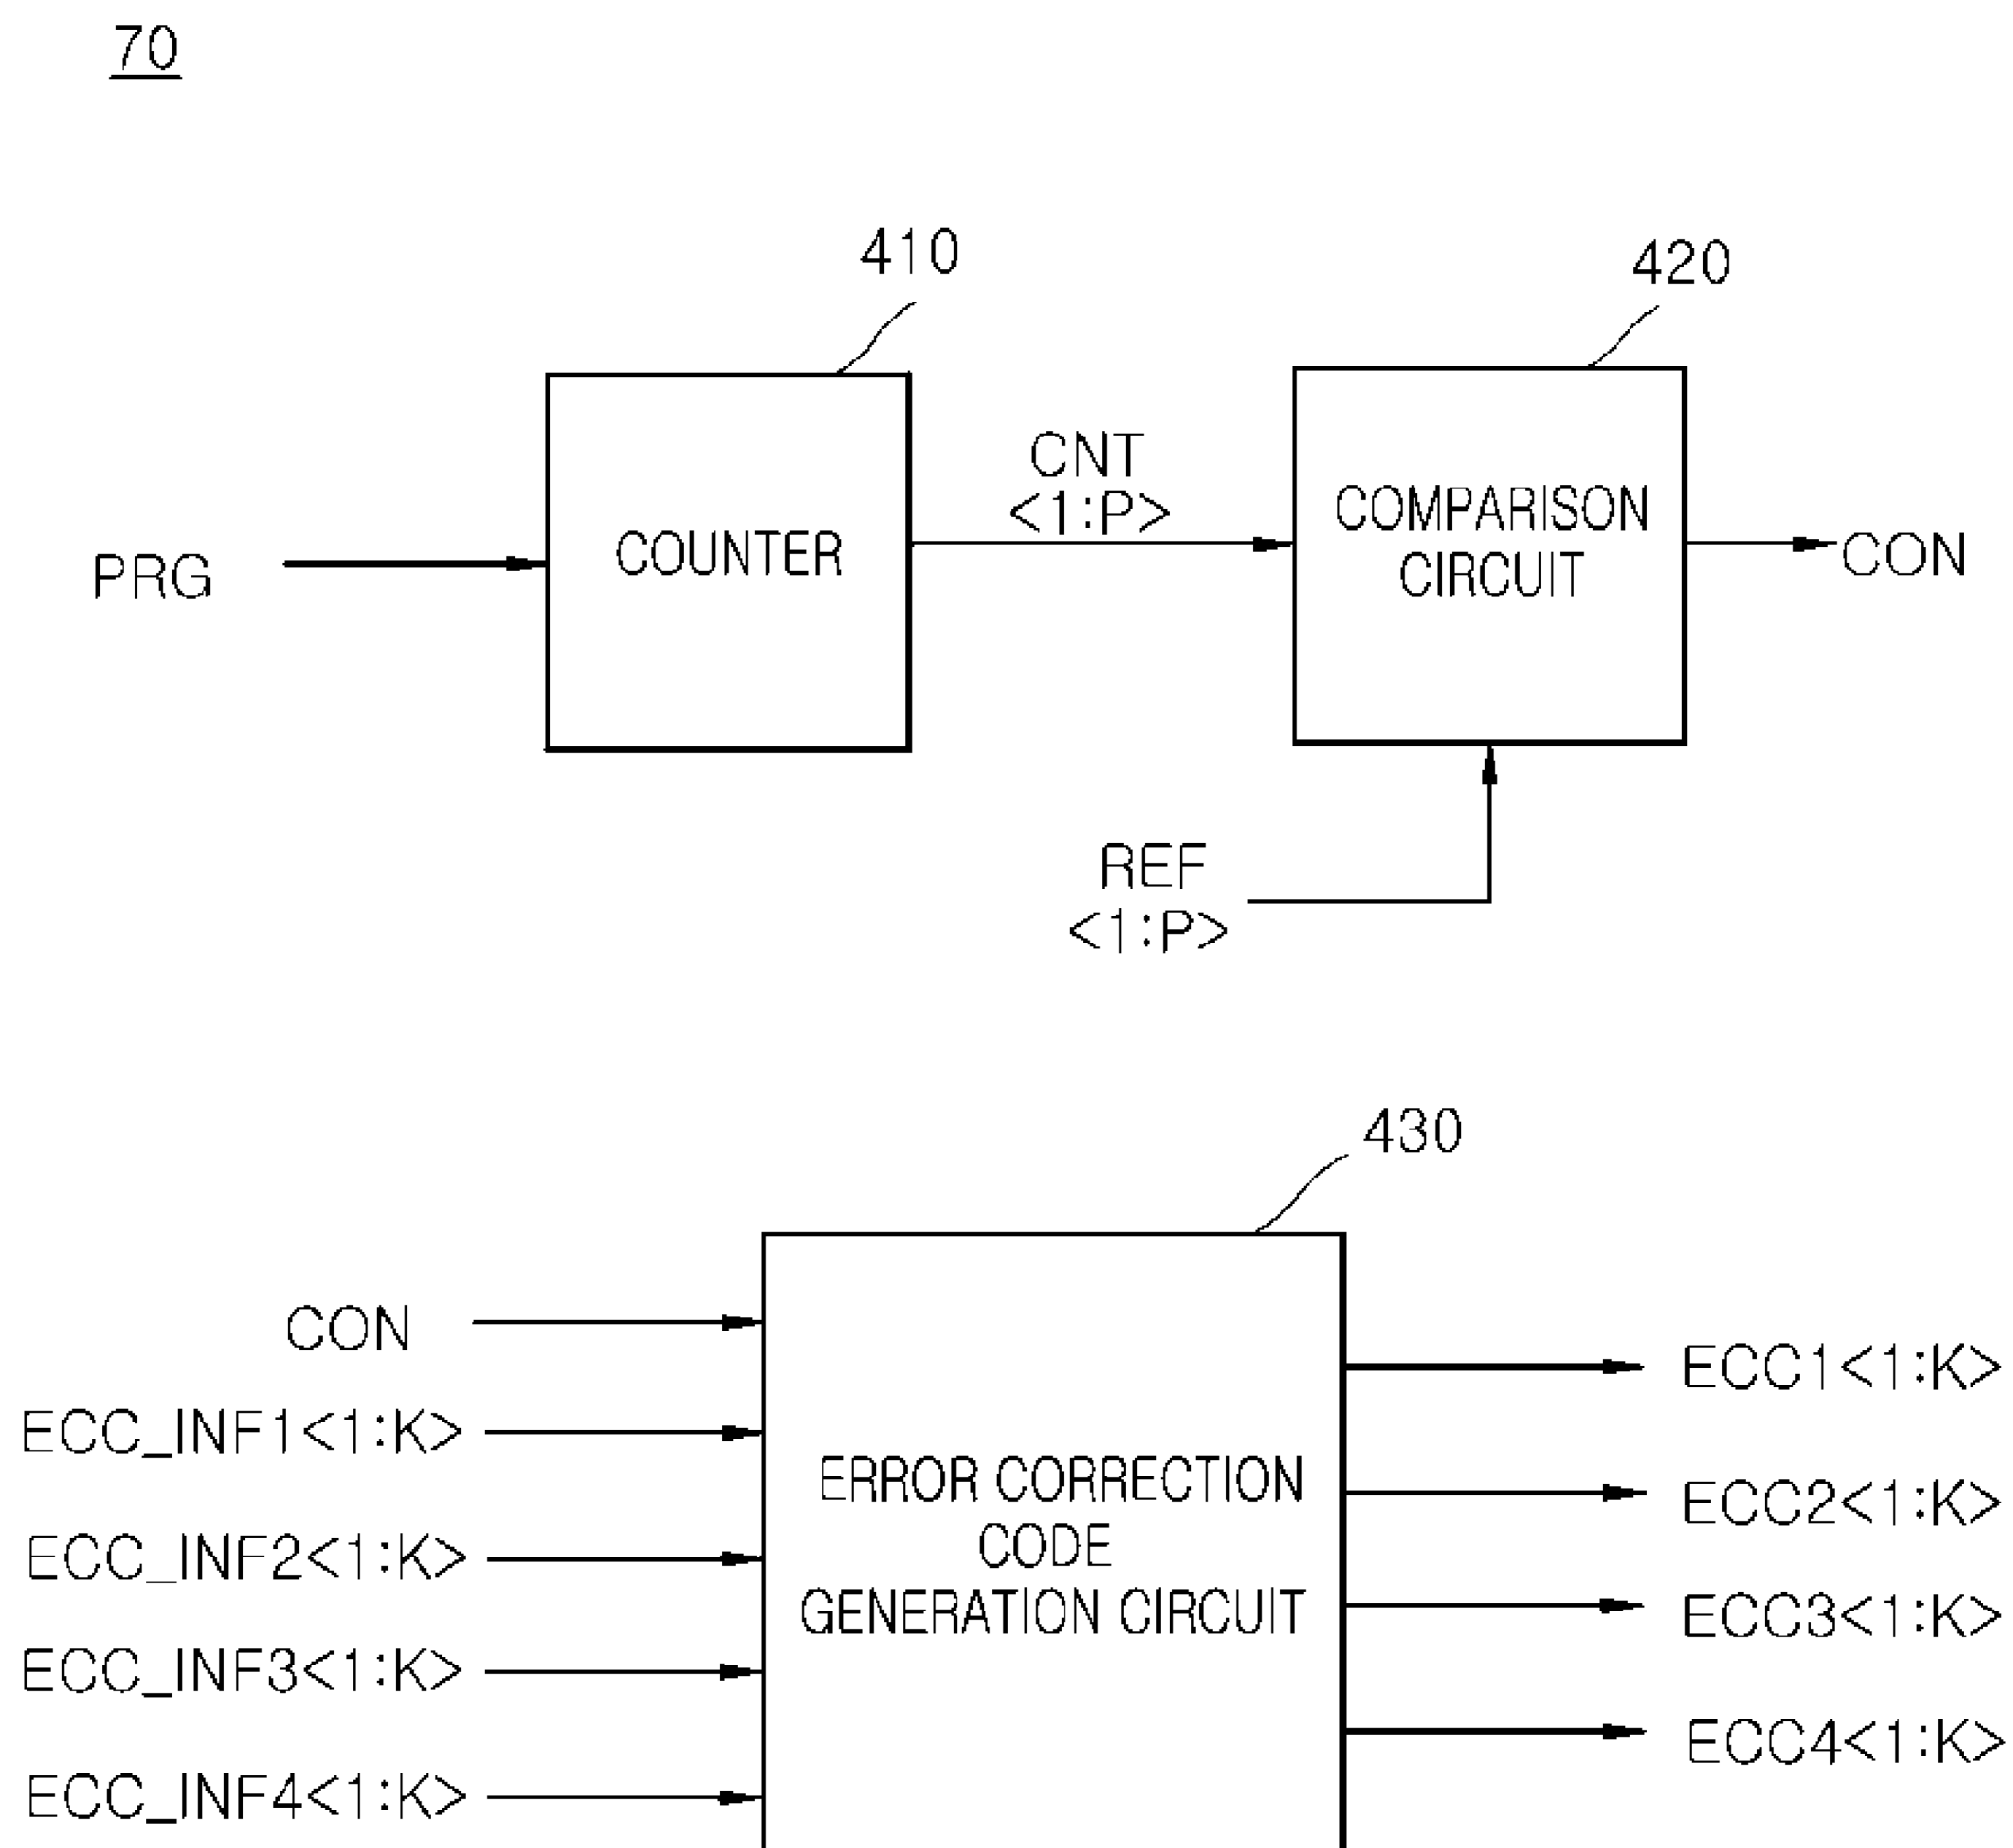 70
410
420
PRG
COUNTER
CNT
<1:P>
COMPARISON
CIRCUIT
CON
REF
<1:P>
430
CON
ECC_INF1<1:K>
ECC_INF2<1:K>
ECC_INF3<1:K>
ECC_INF4<1:K>
ERROR CORRECTION
CODE
GENERATION CIRCUIT
ECC1<1:K>
ECC2<1:K>
ECC3<1:K>
ECC4<1:K>